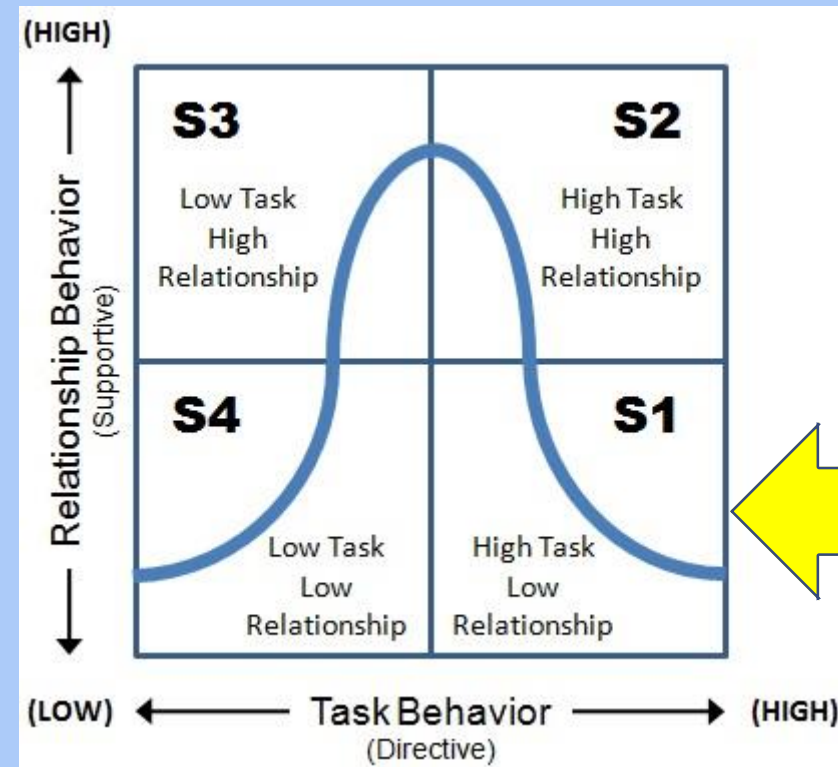 (HIGH)
Relationship Behavior
(Supportive)
S3
Low Task
High
Relationship
S2
High Task
High
Relationship
S4
Low Task
Low
Relationship
S1
High Task
Low
Relationship
(LOW)
Task Behavior
(Directive)
(HIGH)